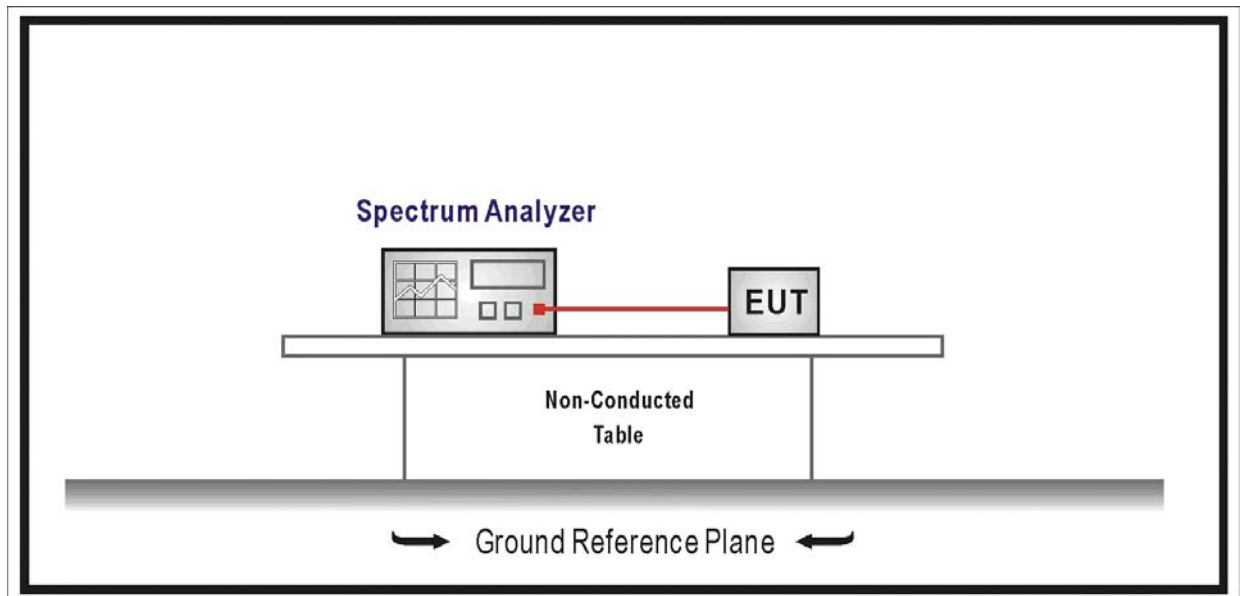 Spectrum Analyzer
EUT
Non-Conducted
Table
Ground Reference Plane